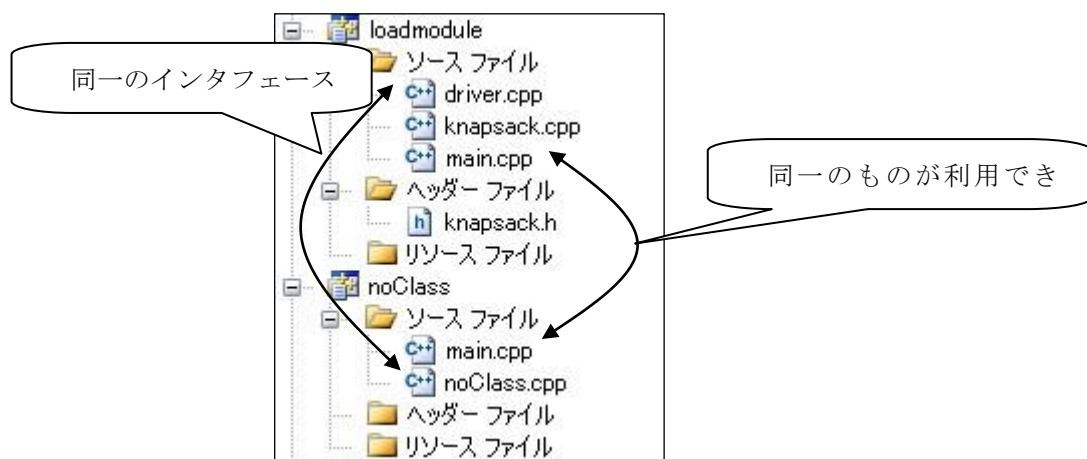 loadmodule
ソース ファイル
同一のインタフェース
driver.cpp
knapsack.cpp
main.cpp
同一のものが利用でき
ヘッダー ファイル
knapsack.h
リソース ファイル
noClass
ソース ファイル
main.cpp
noClass.cpp
ヘッダー ファイル
リソース ファイル